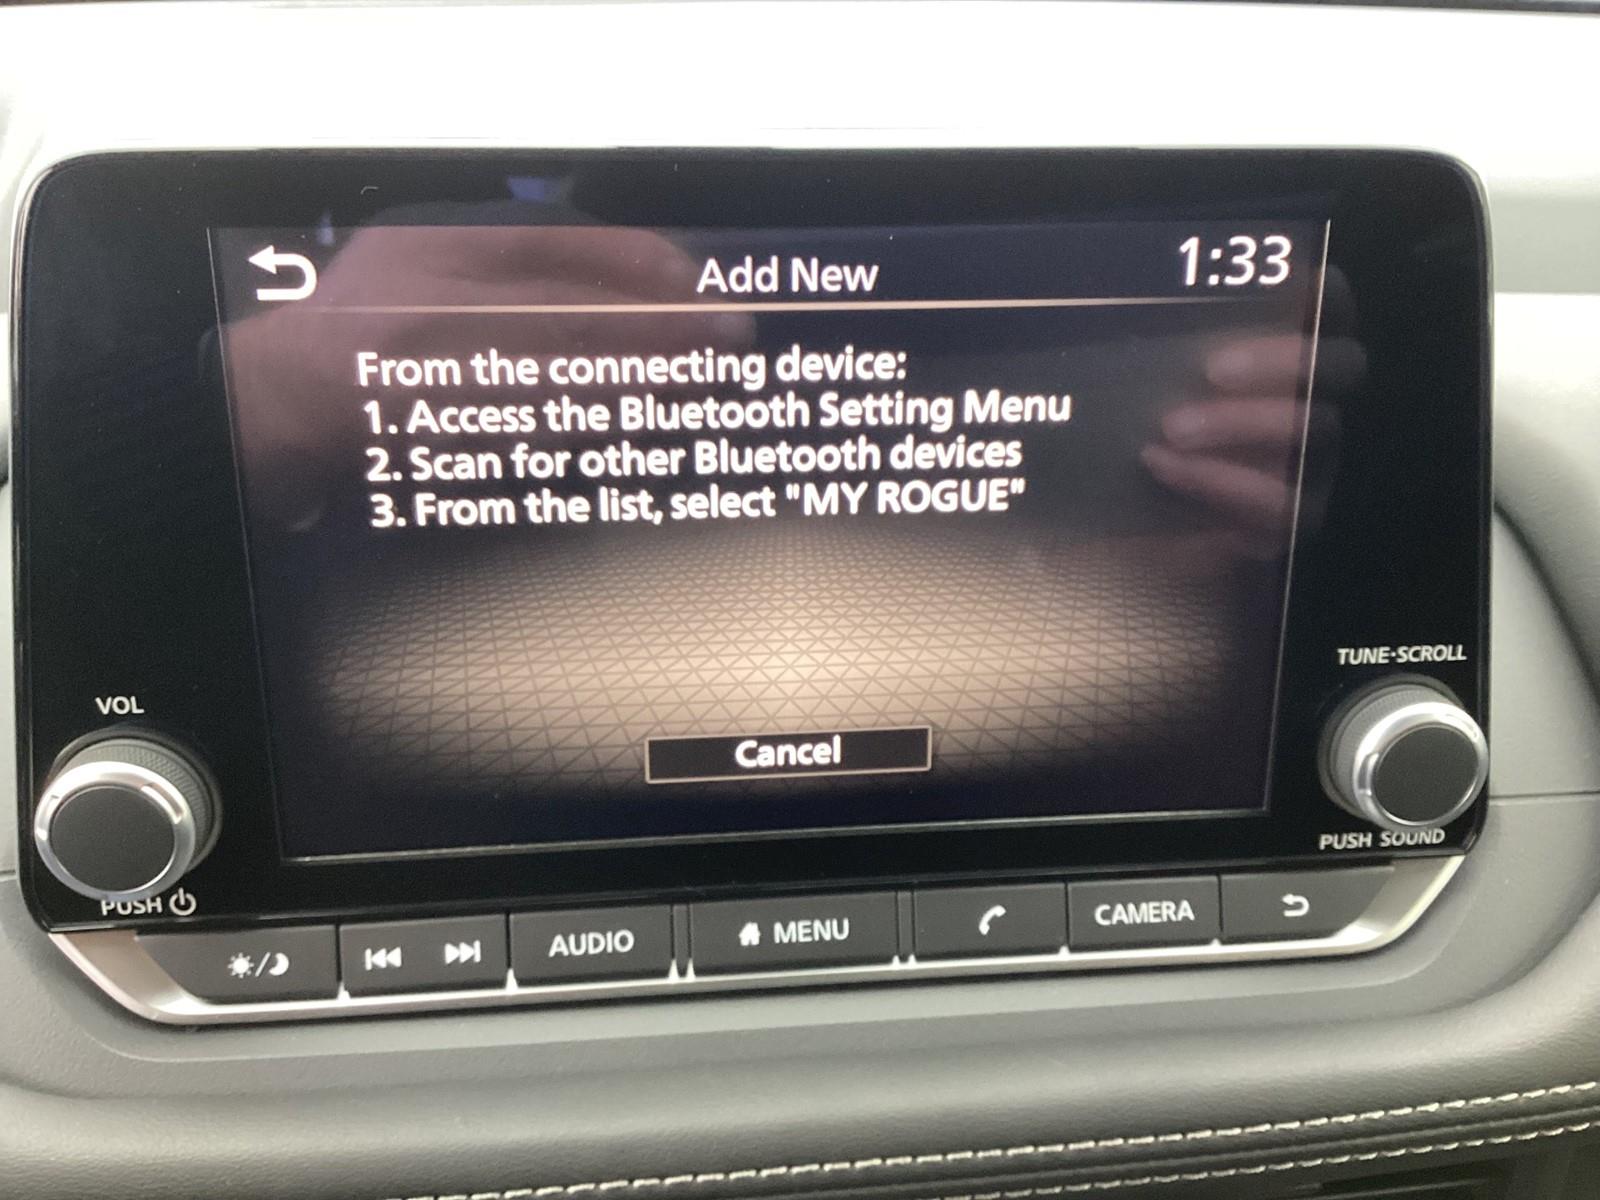 Add New
1:33
From the connecting device:
1. Access the Bluetooth Setting Menu
2. Scan for other Bluetooth devices
3. From the list, select "MY ROGUE"
Cancel
VOL
PUSH
TUNE·SCROLL
PUSH SOUND
AUDIO
MENU
CAMERA